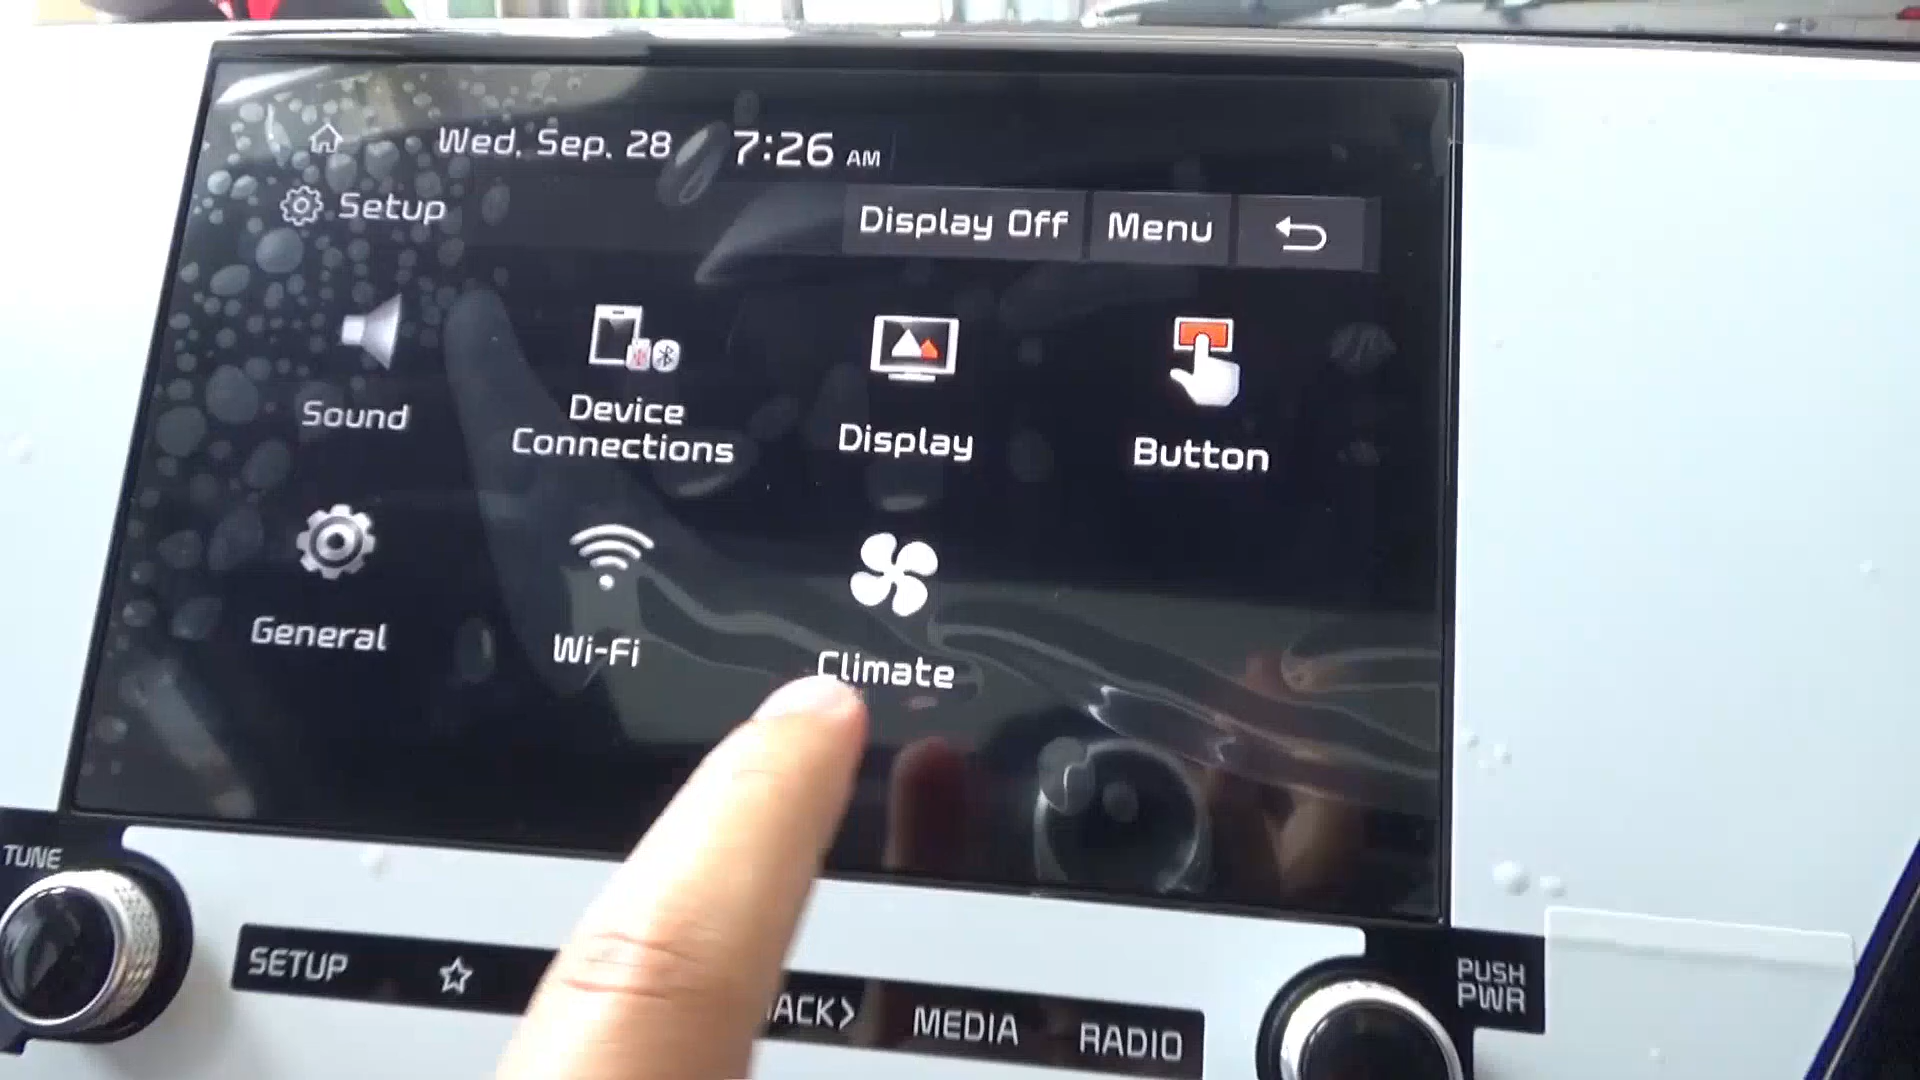 Wed. Sep. 28 7:26 AM
Setup
Display Off Menu
Sound
Device
Connections
Display
Button
General
Wi-Fi
Climate
TUNE
SETUP
MEDIA
RADIO
PUSH
PWR